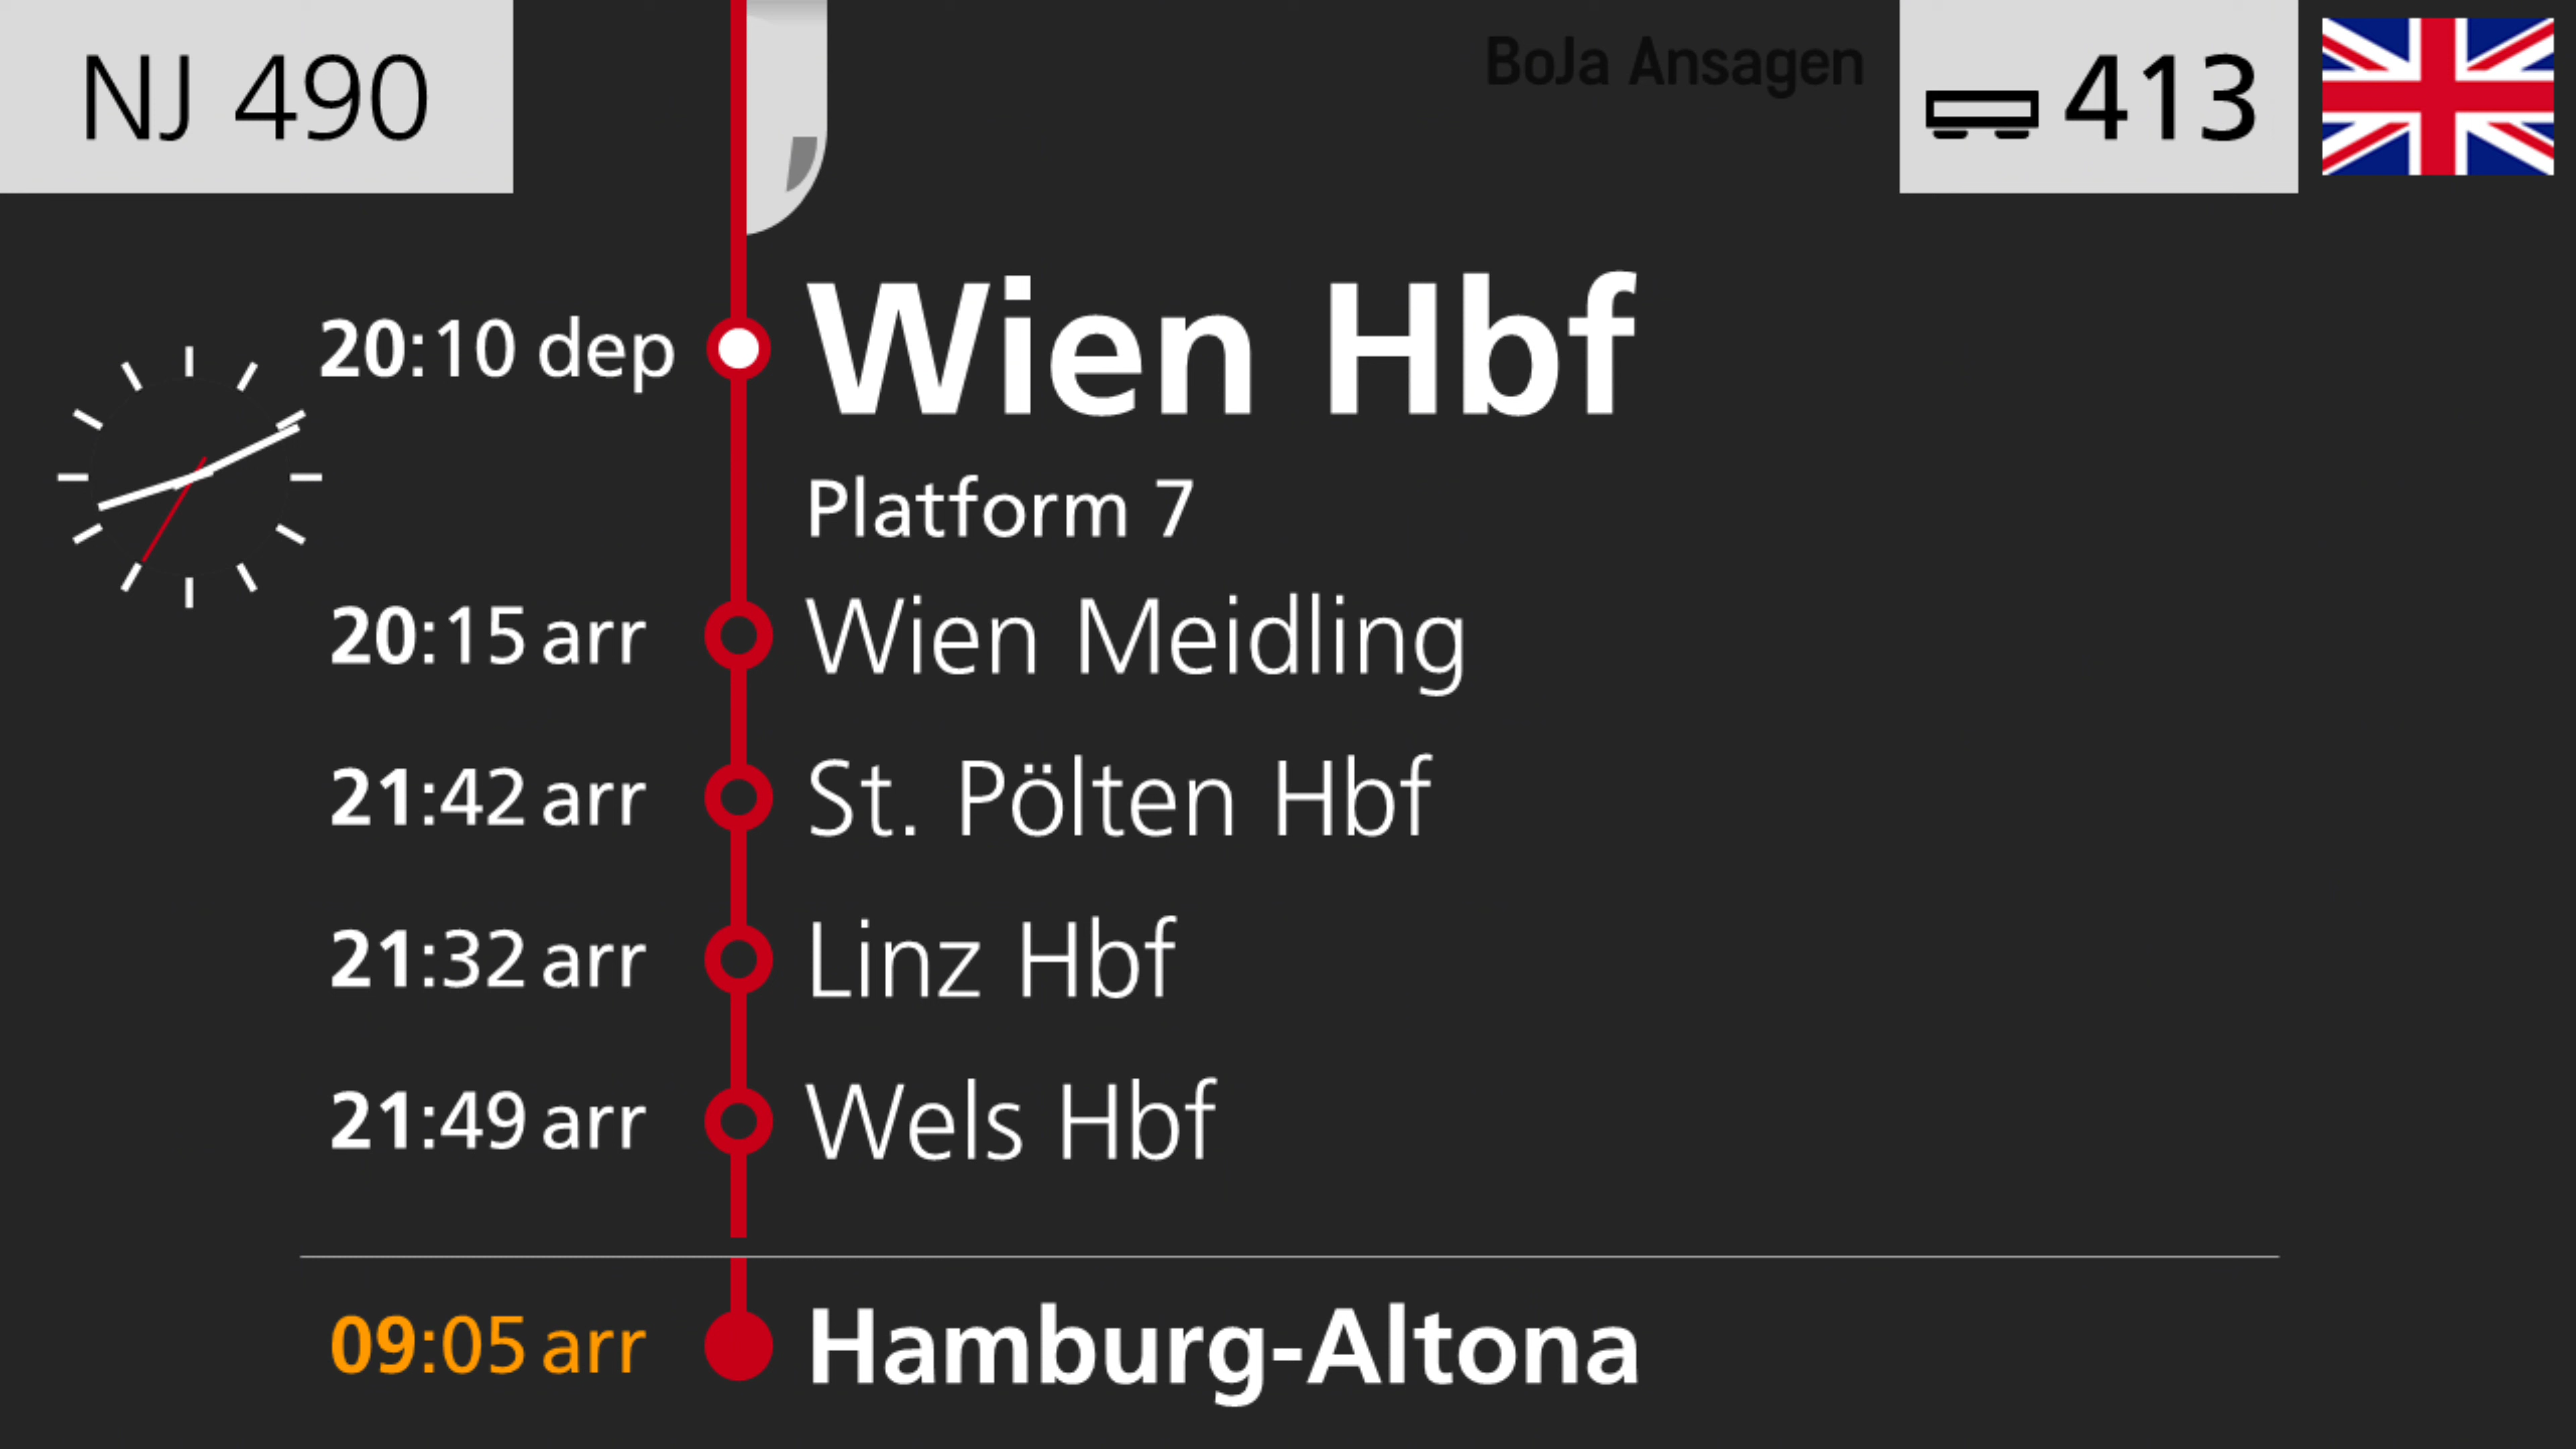 NJ 490
BoJa Ansagen
413
20:10 dep Wien Hbf
Platform 7
20:15 arr Wien Meidling
21:42 arr St. Pölten Hbf
21:32 arr Linz Hbf
21:49 arr Wels Hbf
09:05 arr Hamburg-Altona